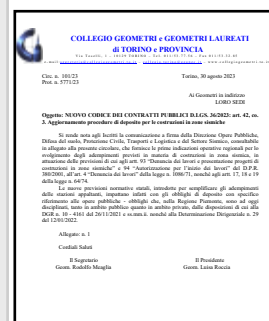 COLLEGIO GEOMETRI e GEOMETRI LAUREATI
di TORINO e PROVINCIA
Circ. n. 101/23
Torino, 30 agosto 2023
Prot. n. 5771/23
Ai Geometri in indirizzo
LORO SEDI
Oggetto: NUOVO CODICE DEI CONTRATTI PUBBLICI D.LGS. 36/2023: art. 42, co.
3. Aggiornamento procedure di deposito per le costruzioni in zone sismiche
Si rende nota agli Iscritti la comunicazione a firma della Direzione Opere Pubbliche,
Difesa del suolo, Protezione Civile, Trasporti e Logistica e del Settore Sismico, consultabile
in allegato alla presente circolare, che fornisce le prime indicazioni operative regionali per lo
svolgimento degli adempimenti previsti in materia di costruzioni in zona sismica, in
attuazione delle previsioni di cui agli artt. 93 "Denuncia dei lavori e presentazione progetti di
costruzioni in zone sismiche" e 94 "Autorizzazione per l'inizio dei lavori" del D.P.R.
380/2001, all'art. 4 "Denuncia dei lavori" della legge n. 1086/71, nonché agli artt. 17, 18 e 19
della legge n. 64/74.
Le nuove previsioni normative statali, introdotte per semplificare gli adempimenti
delle stazioni appaltanti, impattano infatti con gli obblighi di deposito con specifico
riferimento alle opere pubbliche - obblighi che, nella Regione Piemonte, sono ad oggi
disciplinati, tanto in ambito pubblico quanto in ambito privato, dalle disposizioni di cui alla
DGR n. 10 - 4161 del 26/11/2021 e ss.mm.ii. nonché alla Determinazione Dirigenziale n. 29
del 12/01/2022.
Allegato: n. 1
Cordiali Saluti
Il Segretario
Il Presidente
Geom. Rodolfo Meaglia
Geom. Luisa Roccia